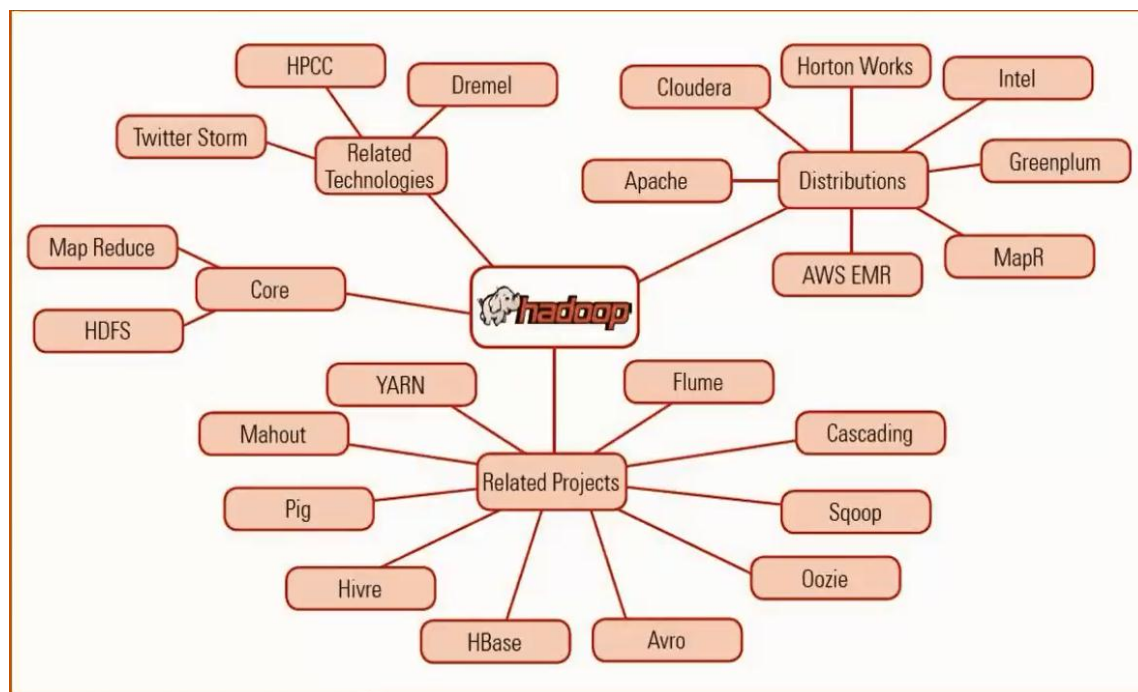 HPCC
Dremel
Twitter Storm
Related
Technologies
Cloudera
Horton Works
Intel
Apache
Distributions
Greenplum
AWS EMR
MapR
Map Reduce
Core
HDFS
hadoop
YARN
Flume
Mahout
Cascading
Related Projects
Pig
Sqoop
Hivre
Oozie
HBase
Avro